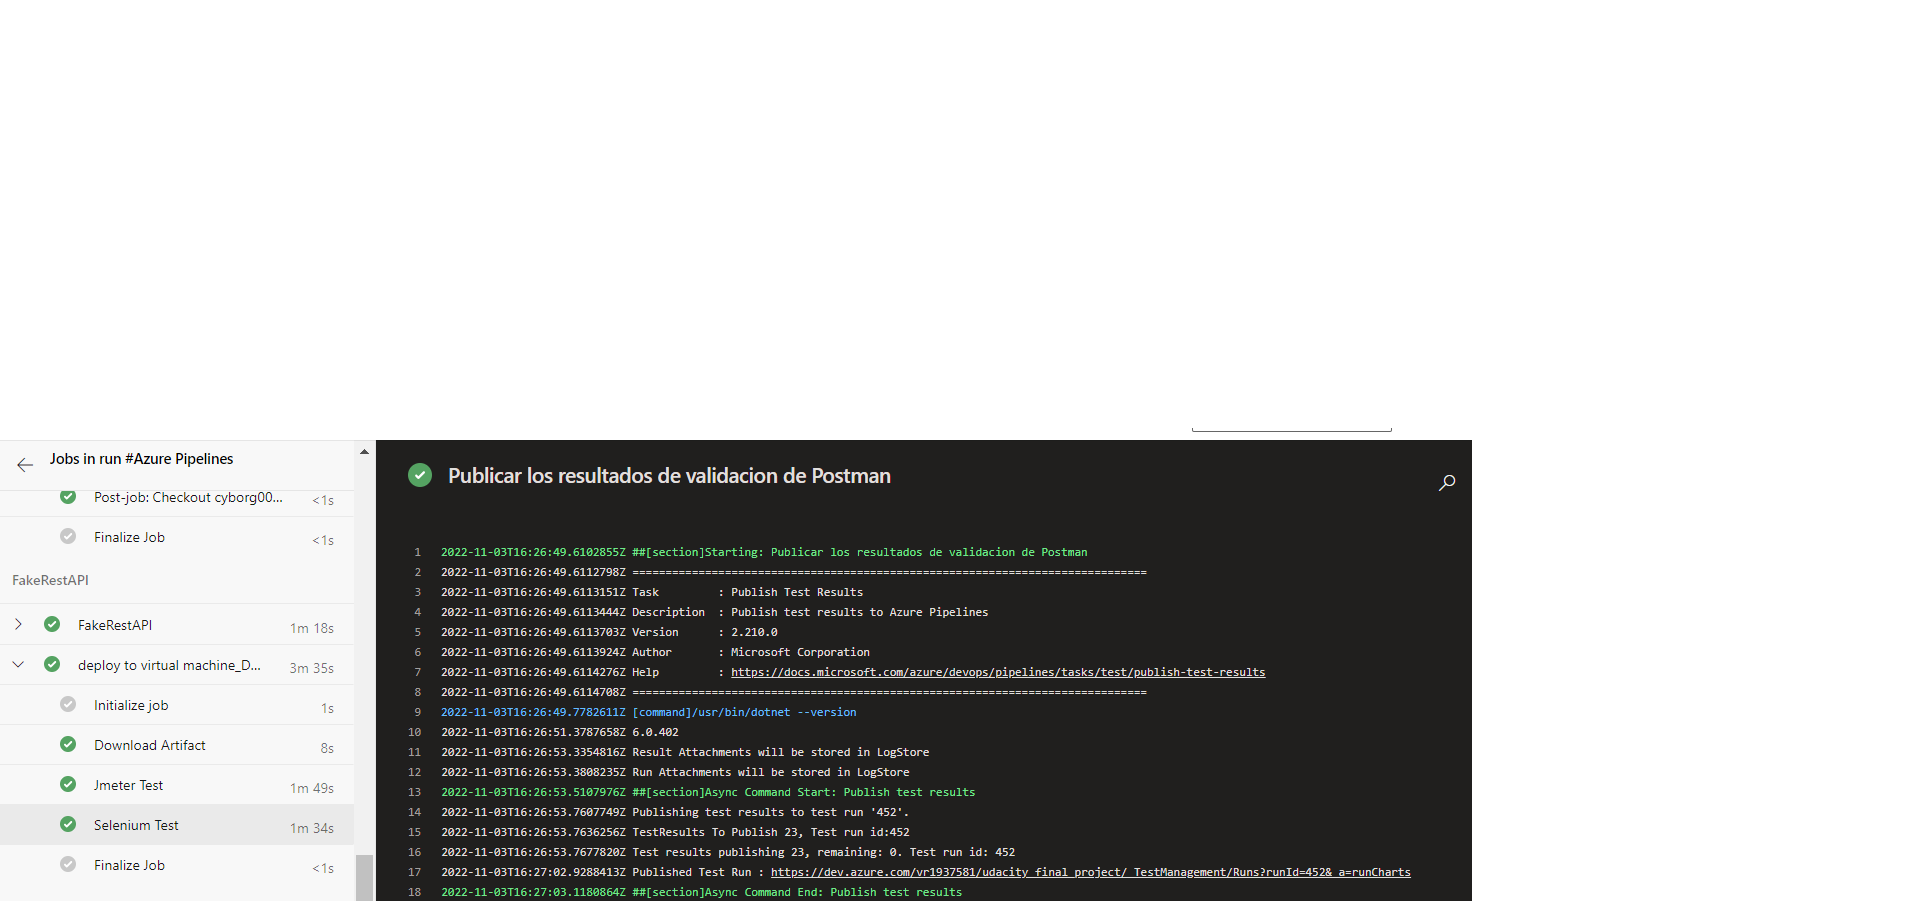 Jobs in run #Azure Pipelines
Post-job: Checkout cyborg00... <1s
Finalize Job <1s
FakeRestAPI
FakeRestAPI 1m 18s
deploy to virtual machine_D... 3m 35s
Initialize job 1s
Download Artifact 8s
Jmeter Test 1m 49s
Selenium Test 1m 34s
Finalize Job <1s
Publicar los resultados de validacion de Postman
1 2022-11-03T16:26:49.6102855Z ##[section]Starting: Publicar los resultados de validacion de Postman
2 2022-11-03T16:26:49.6112798Z ==============================================================================
3 2022-11-03T16:26:49.6113151Z Task         : Publish Test Results
4 2022-11-03T16:26:49.6113444Z Description  : Publish test results to Azure Pipelines
5 2022-11-03T16:26:49.6113703Z Version      : 2.210.0
6 2022-11-03T16:26:49.6113924Z Author       : Microsoft Corporation
7 2022-11-03T16:26:49.6114276Z Help         : https://docs.microsoft.com/azure/devops/pipelines/tasks/test/publish-test-results
8 2022-11-03T16:26:49.6114708Z ==============================================================================
9 2022-11-03T16:26:49.7782611Z [command]/usr/bin/dotnet --version
10 2022-11-03T16:26:51.3787658Z 6.0.402
11 2022-11-03T16:26:53.3354816Z Result Attachments will be stored in LogStore
12 2022-11-03T16:26:53.3808235Z Run Attachments will be stored in LogStore
13 2022-11-03T16:26:53.5107976Z ##[section]Async Command Start: Publish test results
14 2022-11-03T16:26:53.7607749Z Publishing test results to test run '452'.
15 2022-11-03T16:26:53.7636256Z TestResults To Publish 23, Test run id:452
16 2022-11-03T16:26:53.7677820Z Test results publishing 23, remaining: 0. Test run id: 452
17 2022-11-03T16:27:02.9288413Z Published Test Run : https://dev.azure.com/vr1937581/udacity_final_project/_TestManagement/Runs?runId=452&_a=runCharts
18 2022-11-03T16:27:03.1180864Z ##[section]Async Command End: Publish test results